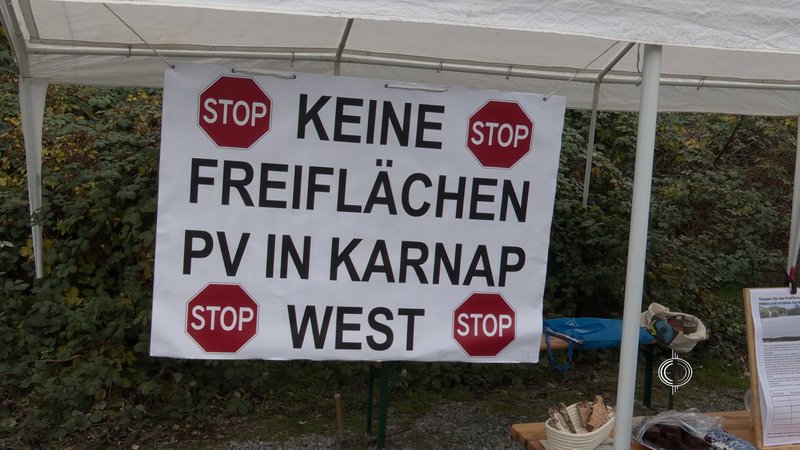 STOP KEINE STOP
FREIFLÄCHEN
PV IN KARNAP
STOP WEST STOP